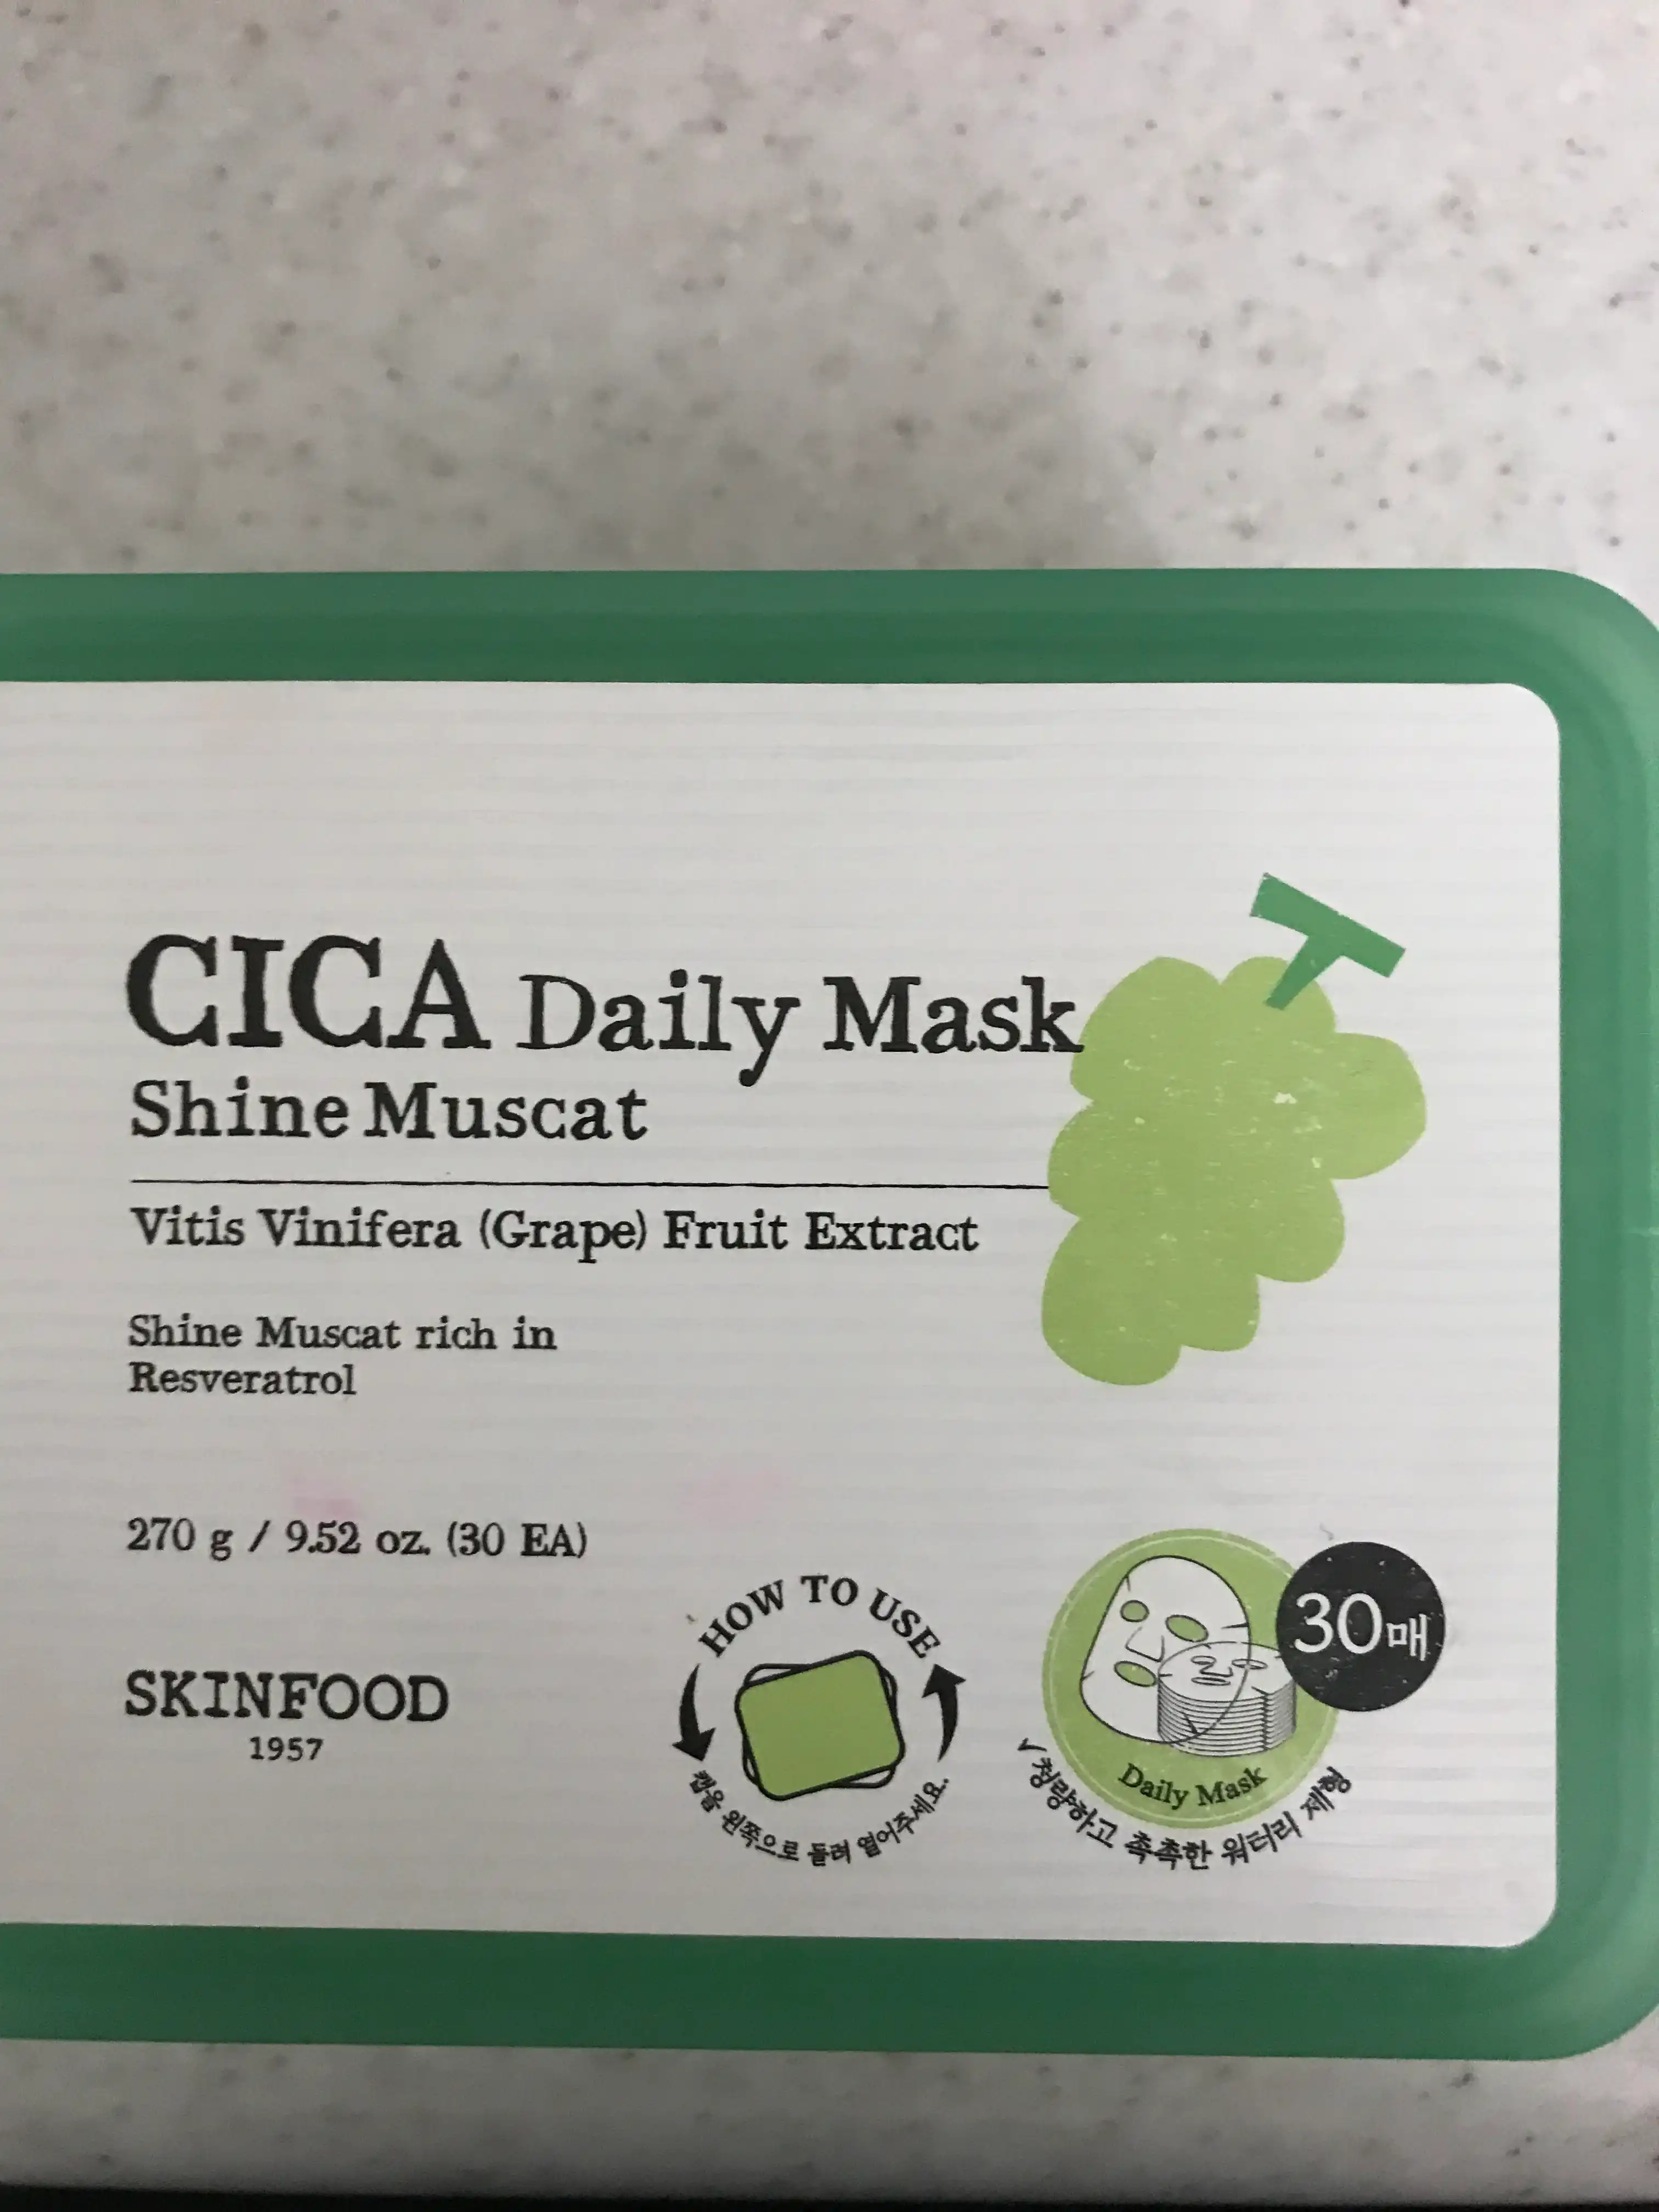 CICA Daily Mask
Shine Muscat
Vitis Vinifera (Grape) Fruit Extract
Shine Muscat rich in
Resveratrol
270 g / 9.52 oz. (30 EA)
SKINFOOD
1957
HOW TO USE
캡을 왼쪽으로 돌려 열어주세요.
30매
Daily Mask
✓청량하고 촉촉한 워터리 제형